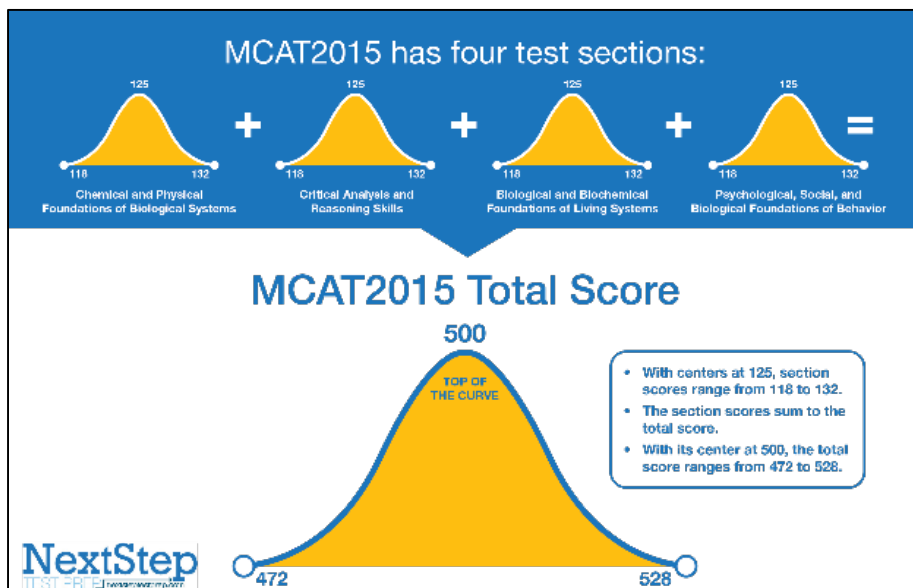 MCAT2015 has four test sections:
125
125
125
125
+
+
+
=
118
132
118
132
118
132
118
132
Chemical and Physical
Foundations of Biological Systems
Critical Analysis and
Reasoning Skills
Biological and Biochemical
Foundations of Living Systems
Psychological, Social, and
Biological Foundations of Behavior
MCAT2015 Total Score
500
TOP OF
THE CURVE
• With centers at 125, section
scores range from 118 to 132.
• The section scores sum to the
total score.
• With its center at 500, the total
score ranges from 472 to 528.
472
528
NextStep
TEST PREP